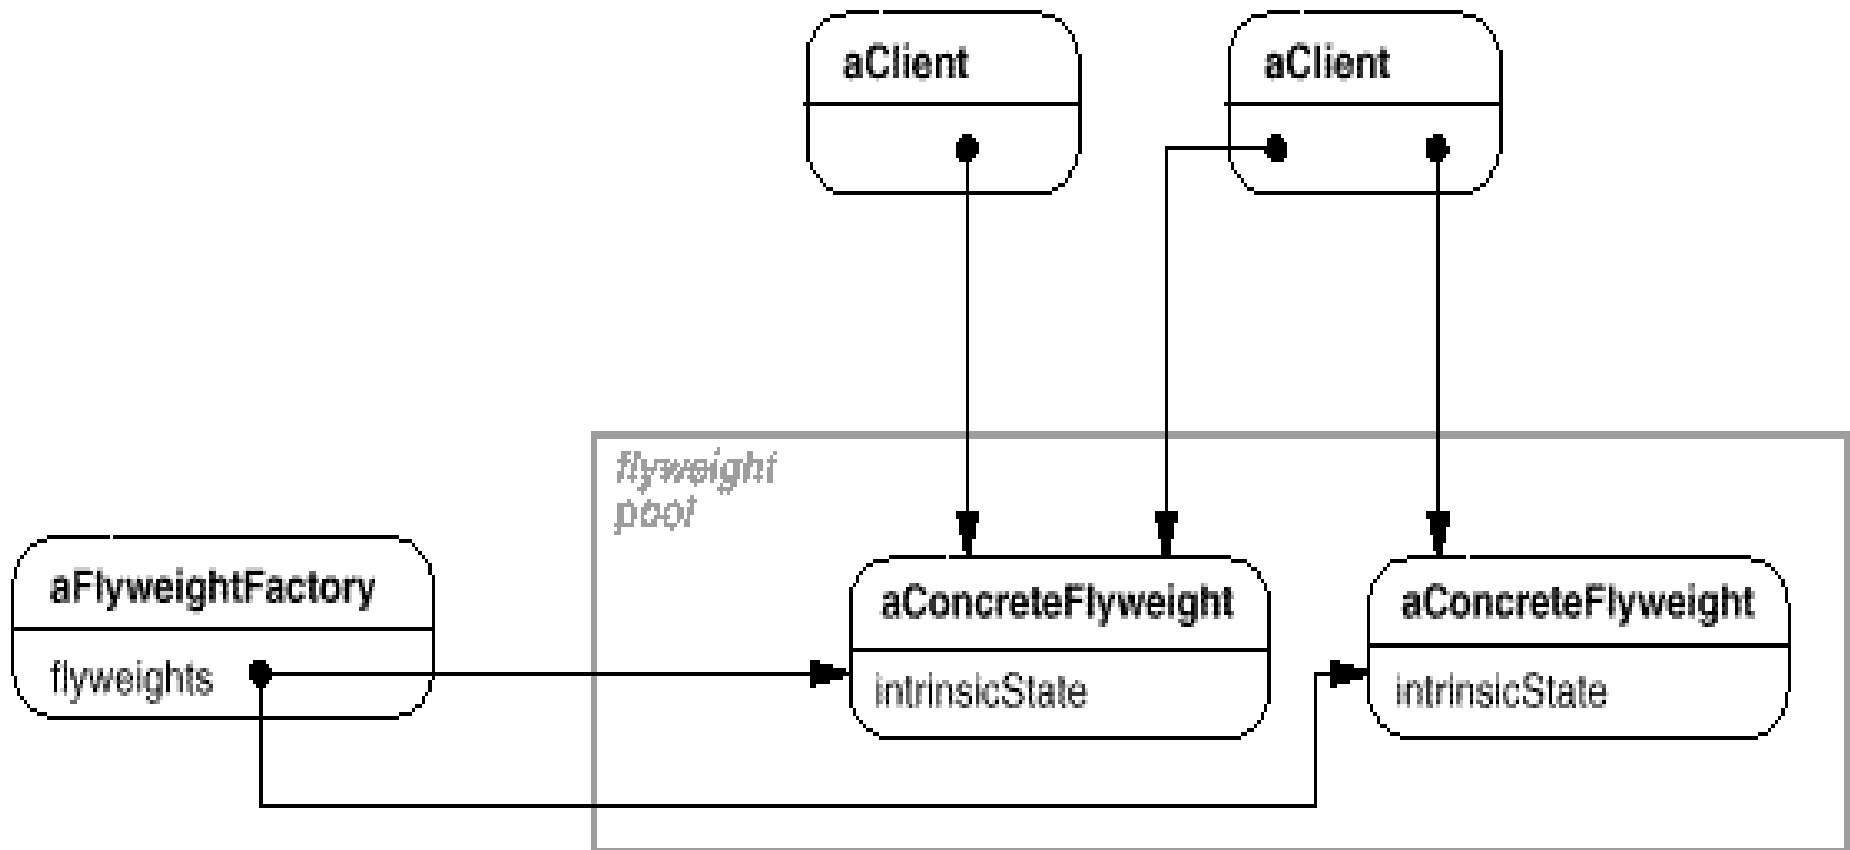 aClient
aClient
flyweight
pool
aFlyweightFactory
flyweights
aConcreteFlyweight
intrinsicState
aConcreteFlyweight
intrinsicState